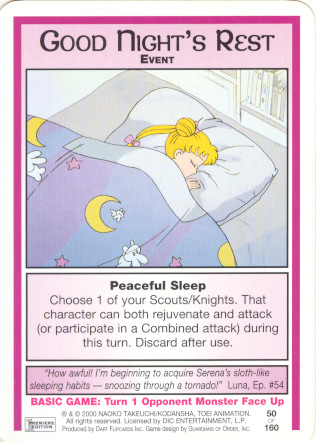 GOOD NIGHT'S REST
EVENT
Peaceful Sleep
Choose 1 of your Scouts/Knights. That
character can both rejuvenate and attack
(or participate in a Combined attack) during
this turn. Discard after use.
"How awful! I'm beginning to acquire Serena's sloth-like
sleeping habits — snoozing through a tornado!" Luna, Ep. #54
BASIC GAME: Turn 1 Opponent Monster Face Up
PREMIERE
EDITION
® & © 2000 NAOKO TAKEUCHI/KODANSHA, TOEI ANIMATION.
All rights reserved. Licensed by DIC ENTERTAINMENT, L.P.
PRODUCED BY DART FLIPCARDS INC. Game design by GUARDIANS OF ORDER, INC.
50
OF
160